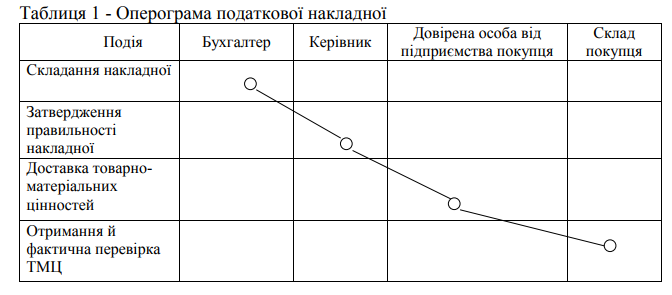 Таблиця 1 - Оперограма податкової накладної
Подія
Бухгалтер
Керівник
Довірена особа від
підприємства покупця
Склад
покупця
Складання накладної
Затвердження
правильності
накладної
Доставка товарно-
матеріальних
цінностей
Отримання й
фактична перевірка
ТМЦ